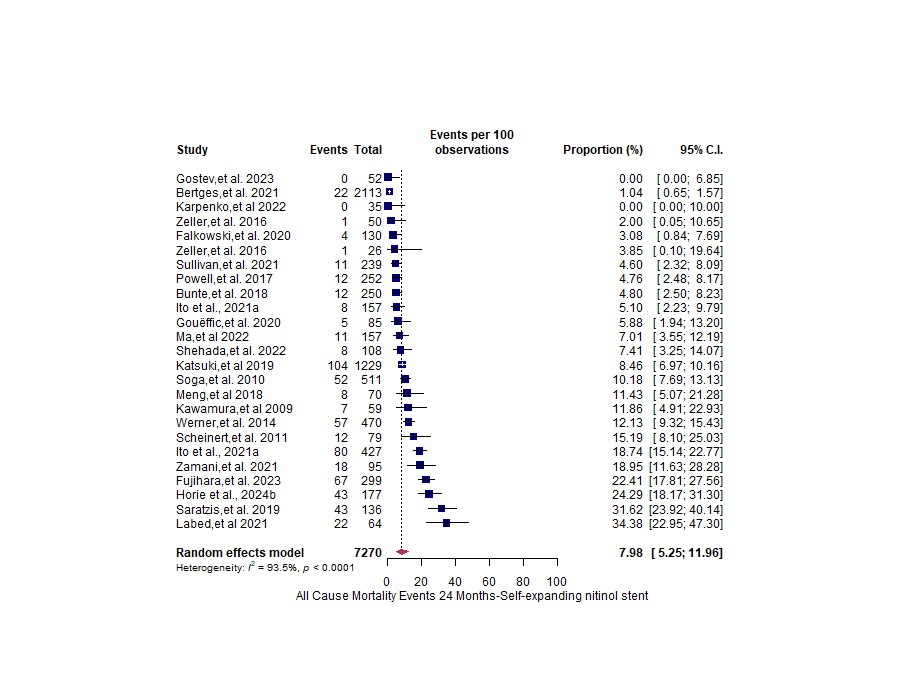 Events per 100
Study Events Total observations Proportion (%) 95% C.I.
Gostev,et al. 2023 0 52 0.00 [ 0.00; 6.85]
Bertges,et al. 2021 22 2113 1.04 [ 0.65; 1.57]
Karpenko,et al 2022 0 35 0.00 [ 0.00; 10.00]
Zeller,et al. 2016 1 50 2.00 [ 0.05; 10.65]
Falkowski,et al. 2020 4 130 3.08 [ 0.84; 7.69]
Zeller,et al. 2016 1 26 3.85 [ 0.10; 19.64]
Sullivan,et al. 2021 11 239 4.60 [ 2.32; 8.09]
Powell,et al. 2017 12 252 4.76 [ 2.48; 8.17]
Bunte,et al. 2018 12 250 4.80 [ 2.50; 8.23]
Ito et al., 2021a 8 157 5.10 [ 2.23; 9.79]
Gouëffic,et al. 2020 5 85 5.88 [ 1.94; 13.20]
Ma,et al 2022 11 157 7.01 [ 3.55; 12.19]
Shehada,et al. 2022 8 108 7.41 [ 3.25; 14.07]
Katsuki,et al 2019 104 1229 8.46 [ 6.97; 10.16]
Soga,et al. 2010 52 511 10.18 [ 7.69; 13.13]
Meng,et al 2018 8 70 11.43 [ 5.07; 21.28]
Kawamura,et al 2009 7 59 11.86 [ 4.91; 22.93]
Werner,et al. 2014 57 470 12.13 [ 9.32; 15.43]
Scheinert,et al. 2011 12 79 15.19 [ 8.10; 25.03]
Ito et al., 2021a 80 427 18.74 [15.14; 22.77]
Zamani,et al. 2021 18 95 18.95 [11.63; 28.28]
Fujihara,et al. 2023 67 299 22.41 [17.81; 27.56]
Horie et al., 2024b 43 177 24.29 [18.17; 31.30]
Saratzis,et al. 2019 43 136 31.62 [23.92; 40.14]
Labed,et al 2021 22 64 34.38 [22.95; 47.30]
Random effects model 7270 7.98 [ 5.25; 11.96]
Heterogeneity: I² = 93.5%, p < 0.0001
0 20 40 60 80 100
All Cause Mortality Events 24 Months-Self-expanding nitinol stent